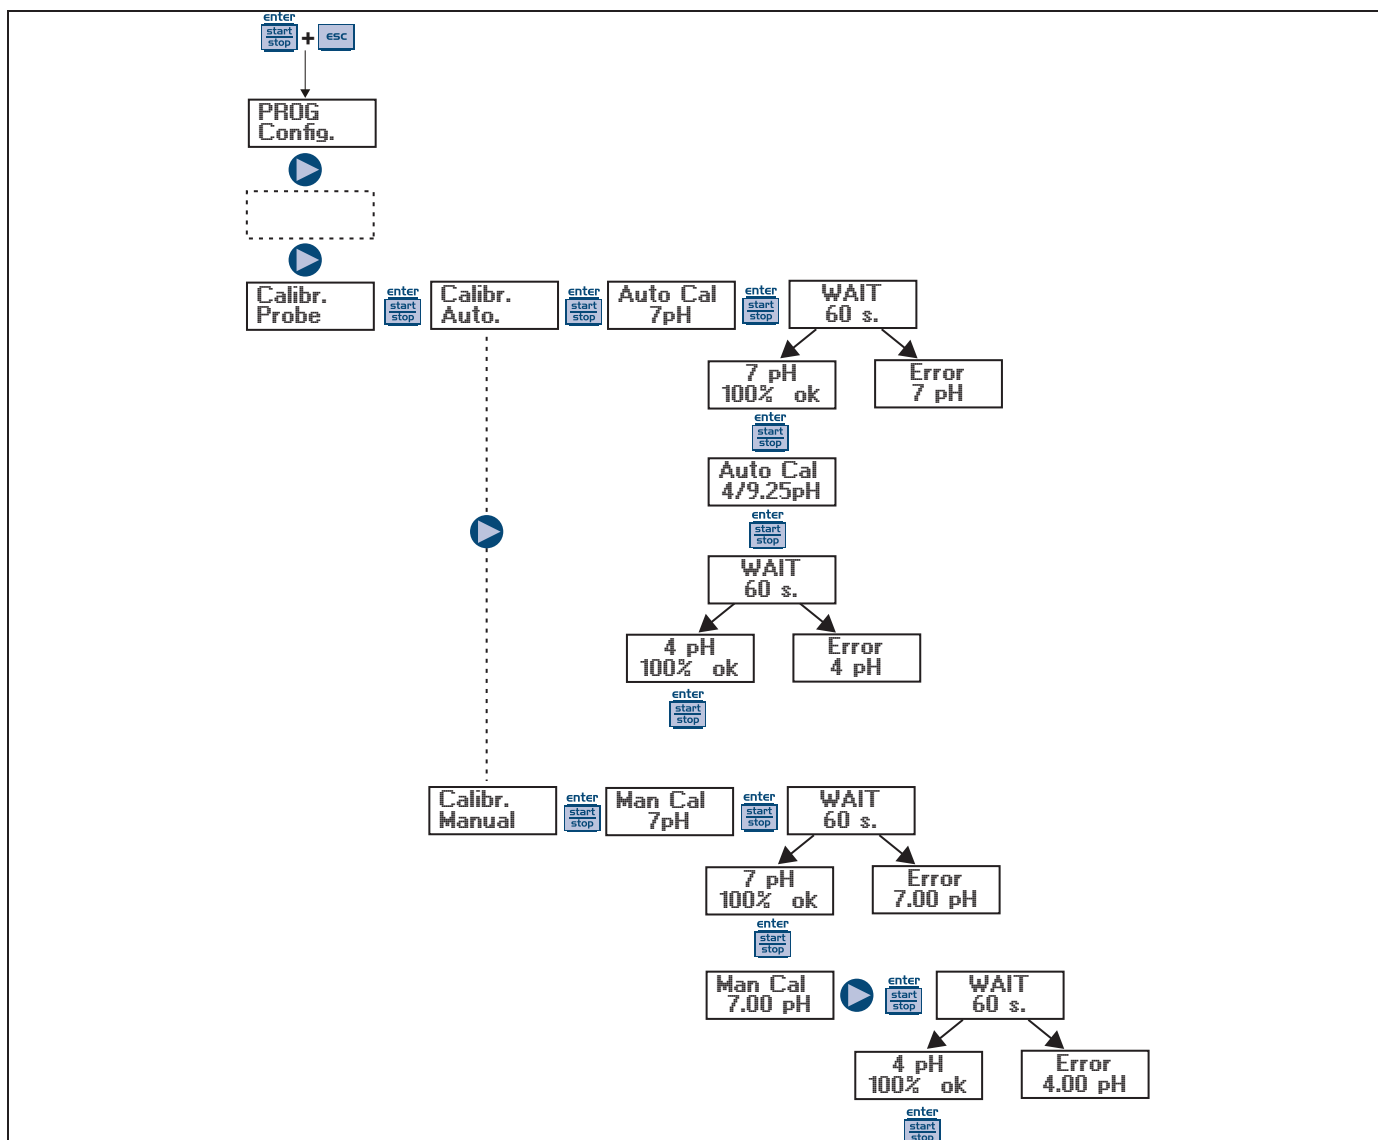 enter
start
stop
+
esc
PROG
Config.
Calibr.
Probe
enter
start
stop
Calibr.
Auto.
enter
start
stop
Auto Cal
7pH
enter
start
stop
WAIT
60 s.
7 pH
100% ok
Error
7 pH
enter
start
stop
Auto Cal
4/9.25pH
enter
start
stop
WAIT
60 s.
4 pH
100% ok
Error
4 pH
enter
start
stop
Calibr.
Manual
enter
start
stop
Man Cal
7pH
enter
start
stop
WAIT
60 s.
7 pH
100% ok
Error
7.00 pH
enter
start
stop
Man Cal
7.00 pH
enter
start
stop
WAIT
60 s.
4 pH
100% ok
Error
4.00 pH
enter
start
stop